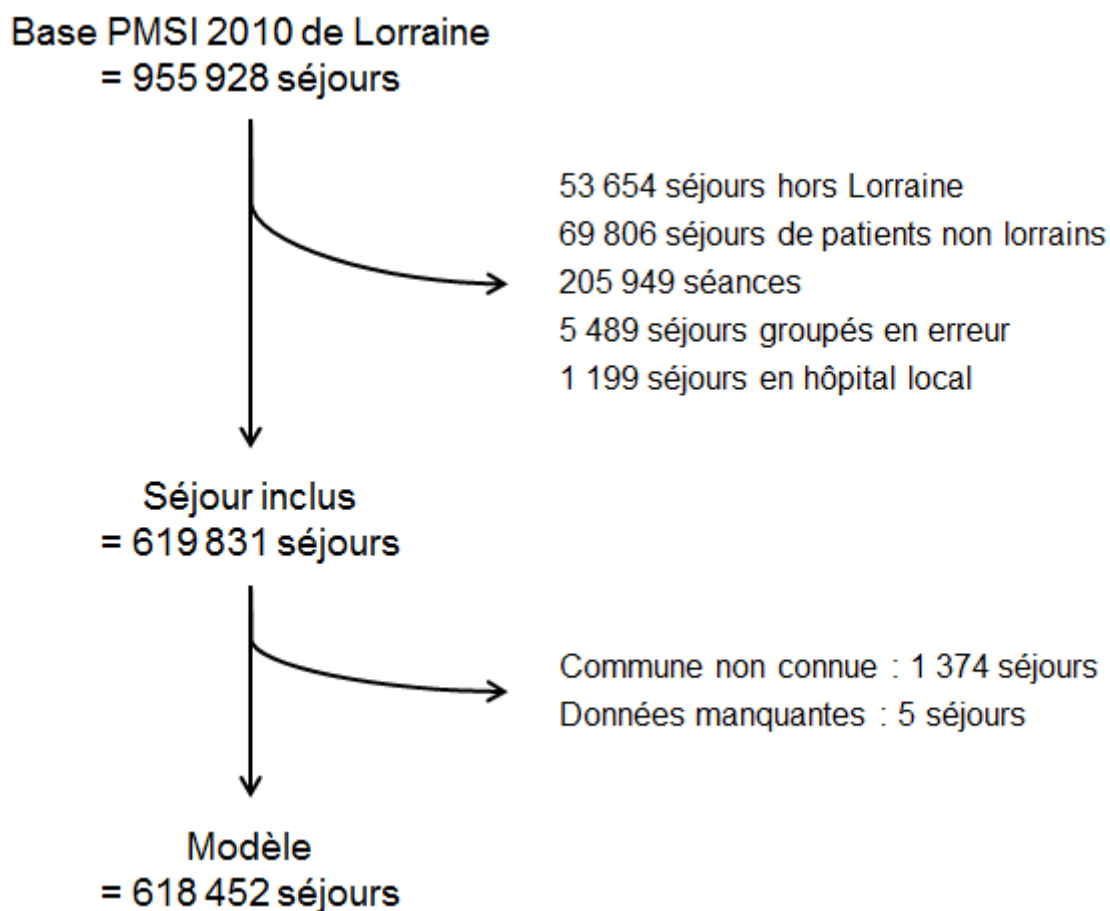 Base PMSI 2010 de Lorraine
= 955 928 séjours
53 654 séjours hors Lorraine
69 806 séjours de patients non lorrains
205 949 séances
5 489 séjours groupés en erreur
1 199 séjours en hôpital local
Séjour inclus
= 619 831 séjours
Commune non connue : 1 374 séjours
Données manquantes : 5 séjours
Modèle
= 618 452 séjours